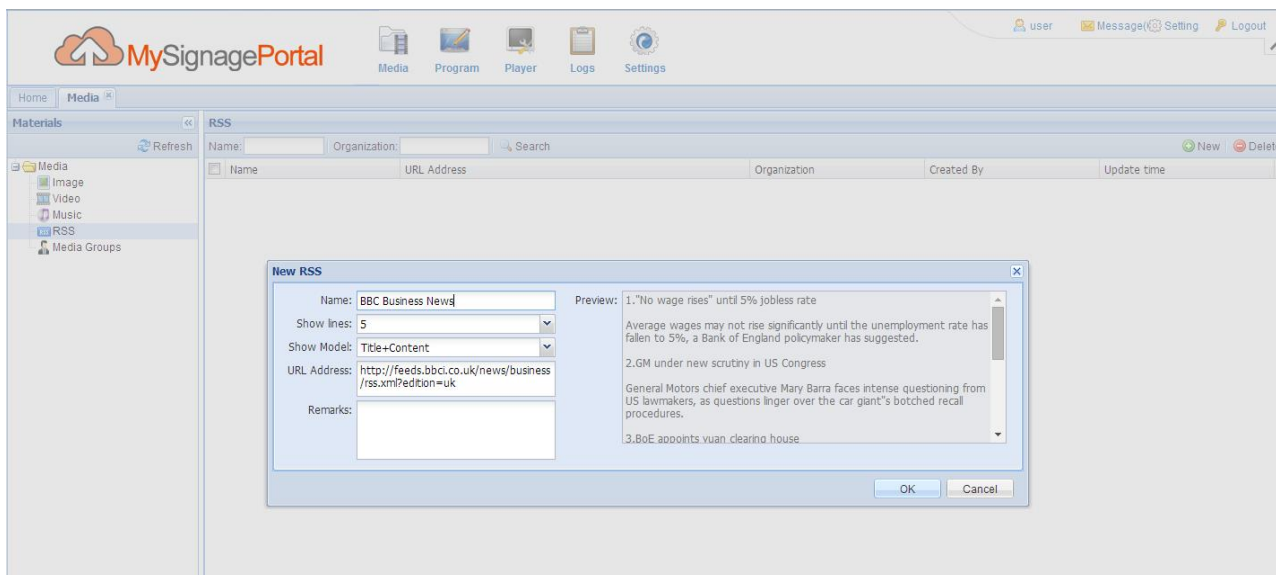 user Message( Setting Logout
MySignagePortal
Media Program Player Logs Settings
Home Media
Materials
Refresh
Media
Image
Video
Music
RSS
Media Groups
RSS
Name: Organization: Search New Delet
Name URL Address Organization Created By Update time
New RSS
Name: BBC Business News
Show lines: 5
Show Model: Title+Content
URL Address: http://feeds.bbci.co.uk/news/business
/rss.xml?edition=uk
Remarks:
Preview: 1."No wage rises" until 5% jobless rate
Average wages may not rise significantly until the unemployment rate has
fallen to 5%, a Bank of England policymaker has suggested.
2.GM under new scrutiny in US Congress
General Motors chief executive Mary Barra faces intense questioning from
US lawmakers, as questions linger over the car giant"s botched recall
procedures.
3.BoE appoints yuan clearing house
OK Cancel